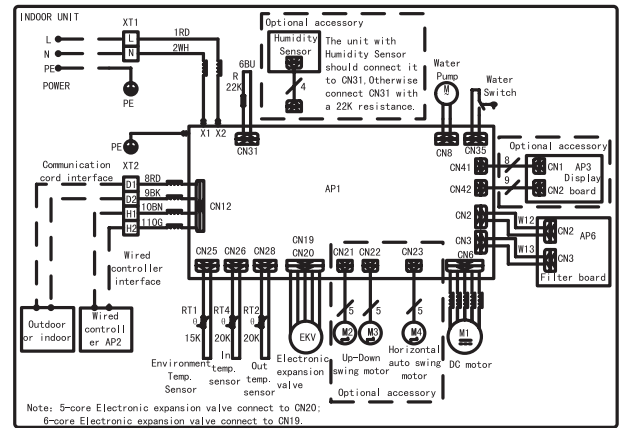 INDOOR UNIT
XT1
L
L
1RD
N
N
2WH
PE
POWER
PE
6BU
R
22K
Optional accessory
Humidity
Sensor
4
The unit with
Humidity Sensor
should connect it
to CN31,Otherwise
connect CN31 with
a 22K resistance.
Water
Pump
M
Water
Switch
PE
X1 X2
CN31
CN8
CN35
Optional accessory
CN41
8
CN1
AP3
Display
board
CN42
9
CN2
Communication
cord interface
XT2
D1
8RD
D2
9BK
H1
10BN
H2
11OG
CN12
AP1
CN2
W12
CN2
AP6
CN3
W13
CN3
Filter board
Wired
controller
interface
CN25
CN26
CN28
CN19
CN20
CN21
CN22
CN23
CN6
Outdoor
or indoor
Wired
controll
er AP2
RT1
θ
15K
RT4
θ
20K
RT2
θ
20K
EKV
5
M2
5
M3
5
M4
M1
Environment
Temp.
Sensor
In
temp.
sensor
Out
temp.
sensor
Electronic
expansion
valve
Up-Down
swing motor
Horizontal
auto swing
motor
DC motor
Optional accessory
Note: 5-core Electronic expansion valve connect to CN20;
6-core Electronic expansion valve connect to CN19.